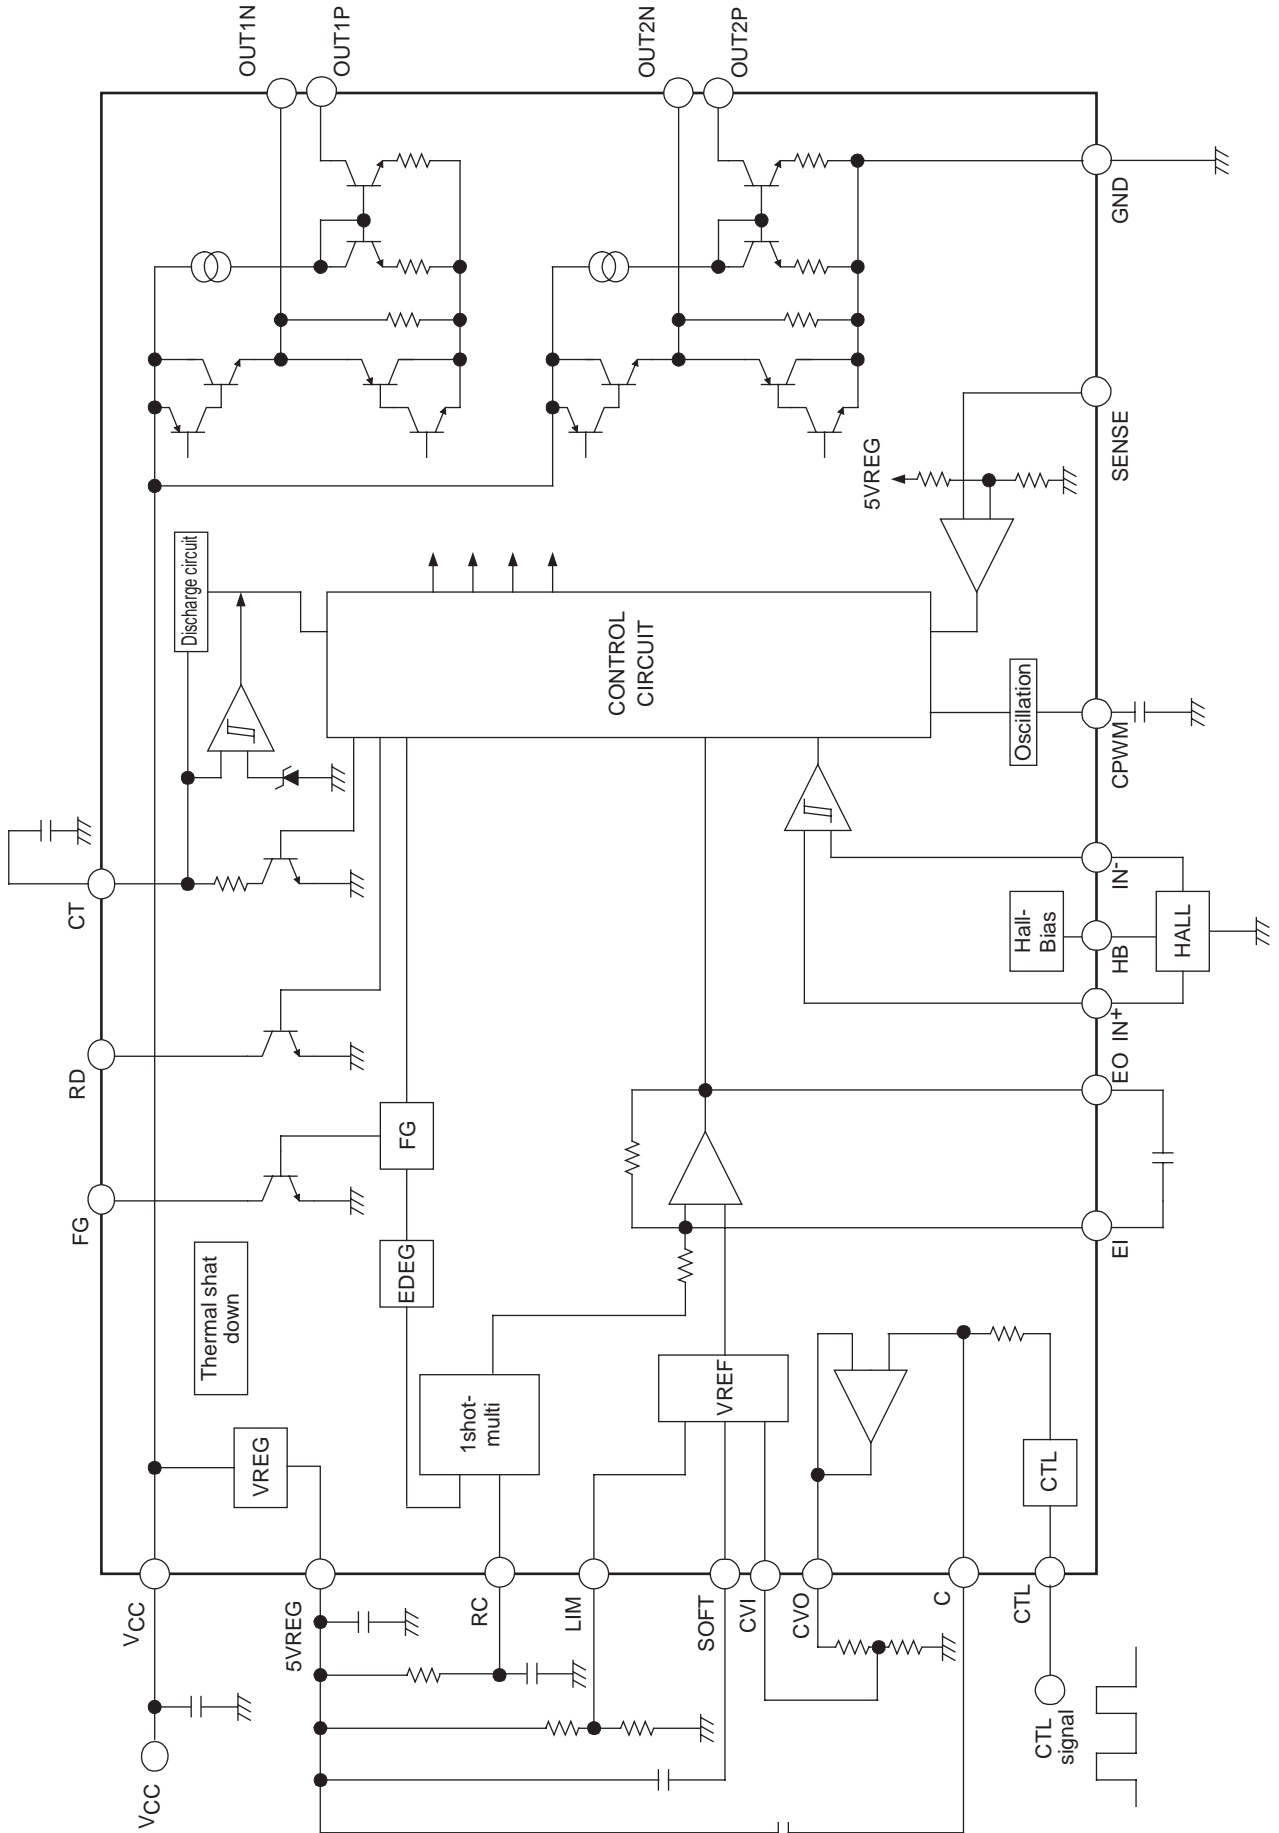 OUT1N
OUT1P
OUT2N
OUT2P
GND
SENSE
5VREG
Discharge circuit
CONTROL
CIRCUIT
Oscillation
CPWM
CT
IN-
Hall-
Bias
HB
HALL
IN+
EO
RD
FG
FG
EDEG
EI
Thermal shat
down
1shot-
multi
VREF
VREG
CTL
VCC
5VREG
RC
LIM
SOFT
CVI
CVO
C
CTL
VCC
CTL
signal